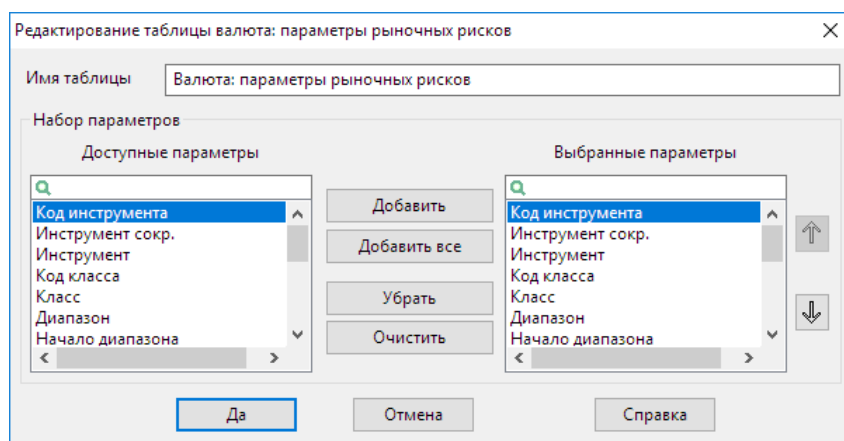 Редактирование таблицы валюта: параметры рыночных рисков
Имя таблицы
Валюта: параметры рыночных рисков
Набор параметров
Доступные параметры
Код инструмента
Инструмент сокр.
Инструмент
Код класса
Класс
Диапазон
Начало диапазона
Добавить
Добавить все
Убрать
Очистить
Выбранные параметры
Код инструмента
Инструмент сокр.
Инструмент
Код класса
Класс
Диапазон
Начало диапазона
Да
Отмена
Справка